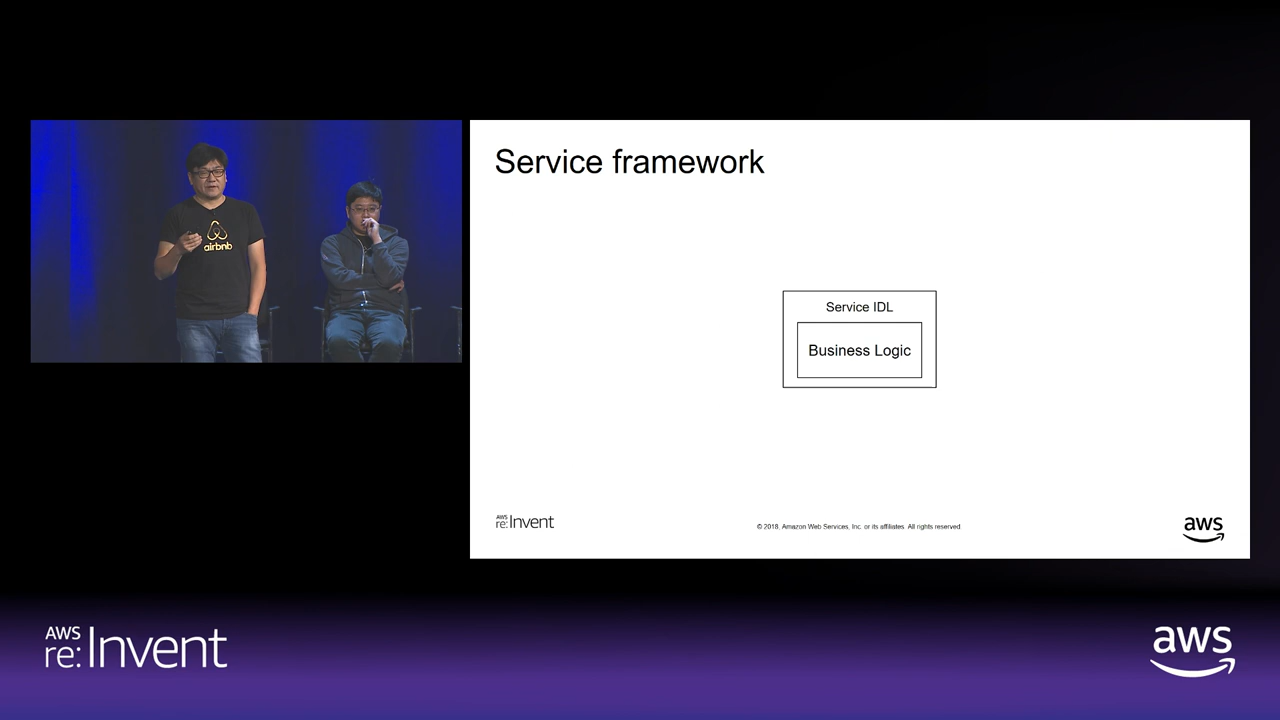 airbnb
Service framework
Service IDL
Business Logic
AWS
re:Invent
© 2018, Amazon Web Services, Inc. or its affiliates. All rights reserved.
aws
AWS
re:Invent
aws